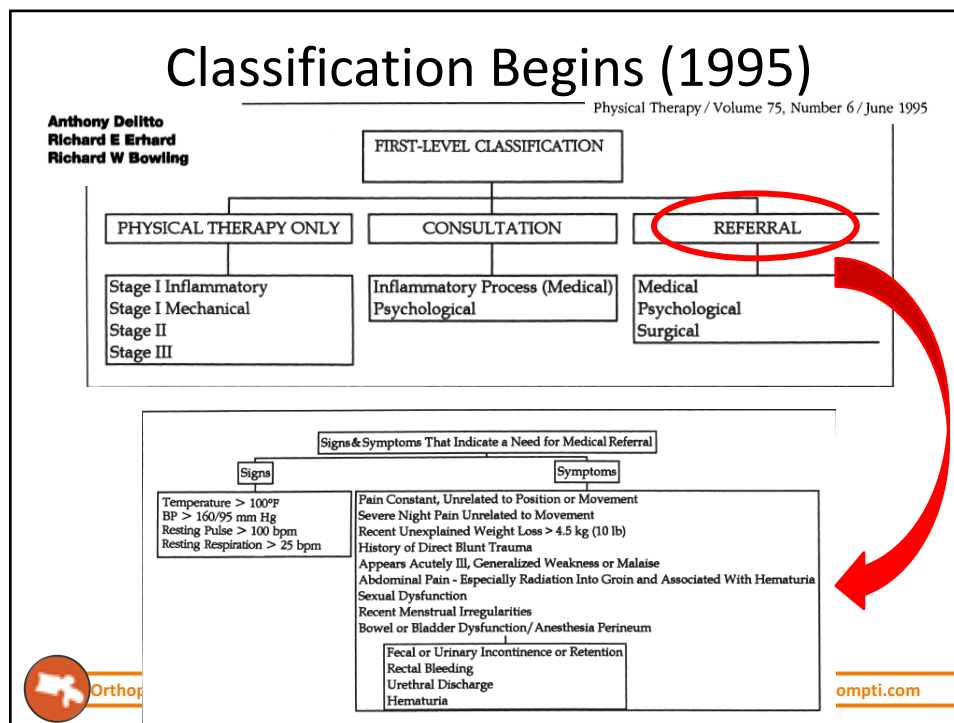 Classification Begins (1995)
Physical Therapy / Volume 75, Number 6 / June 1995
Anthony Delitto
Richard E Erhard
Richard W Bowling
FIRST-LEVEL CLASSIFICATION
PHYSICAL THERAPY ONLY
CONSULTATION
REFERRAL
Stage I Inflammatory
Stage I Mechanical
Stage II
Stage III
Inflammatory Process (Medical)
Psychological
Medical
Psychological
Surgical
Signs & Symptoms That Indicate a Need for Medical Referral
Signs
Symptoms
Temperature > 100°F
BP > 160/95 mm Hg
Resting Pulse > 100 bpm
Resting Respiration > 25 bpm
Pain Constant, Unrelated to Position or Movement
Severe Night Pain Unrelated to Movement
Recent Unexplained Weight Loss > 4.5 kg (10 lb)
History of Direct Blunt Trauma
Appears Acutely Ill, Generalized Weakness or Malaise
Abdominal Pain - Especially Radiation Into Groin and Associated With Hematuria
Sexual Dysfunction
Recent Menstrual Irregularities
Bowel or Bladder Dysfunction/Anesthesia Perineum
Fecal or Urinary Incontinence or Retention
Rectal Bleeding
Urethral Discharge
Hematuria
Orthop
ompti.com